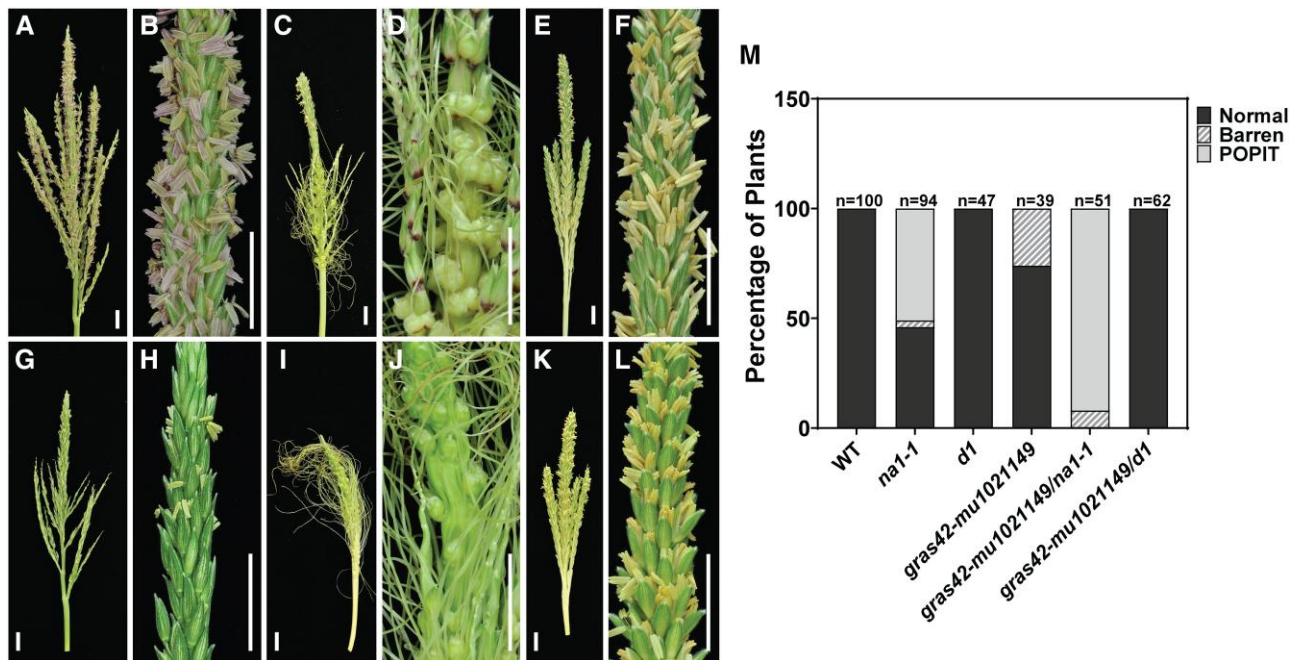 A B C D E F
G H I J K L
M
150
100
50
0
Percentage of Plants
n=100 n=94 n=47 n=39 n=51 n=62
WT
na1-1
d1
gras42-mu1021149
gras42-mu1021149/na1-1
gras42-mu1021149/d1
Normal
Barren
POPIT